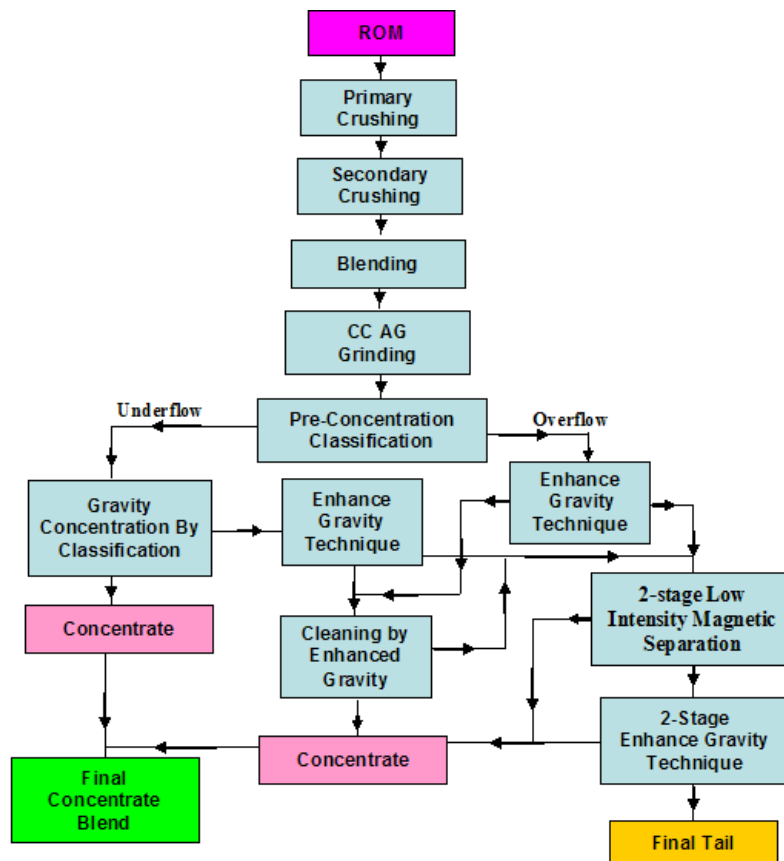 ROM
Primary
Crushing
Secondary
Crushing
Blending
CC AG
Grinding
Underflow
Pre-Concentration
Classification
Overflow
Gravity
Concentration By
Classification
Enhance
Gravity
Technique
Enhance
Gravity
Technique
Concentrate
Cleaning by
Enhanced
Gravity
2-stage Low
Intensity Magnetic
Separation
Final
Concentrate
Blend
Concentrate
2-Stage
Enhance Gravity
Technique
Final Tail